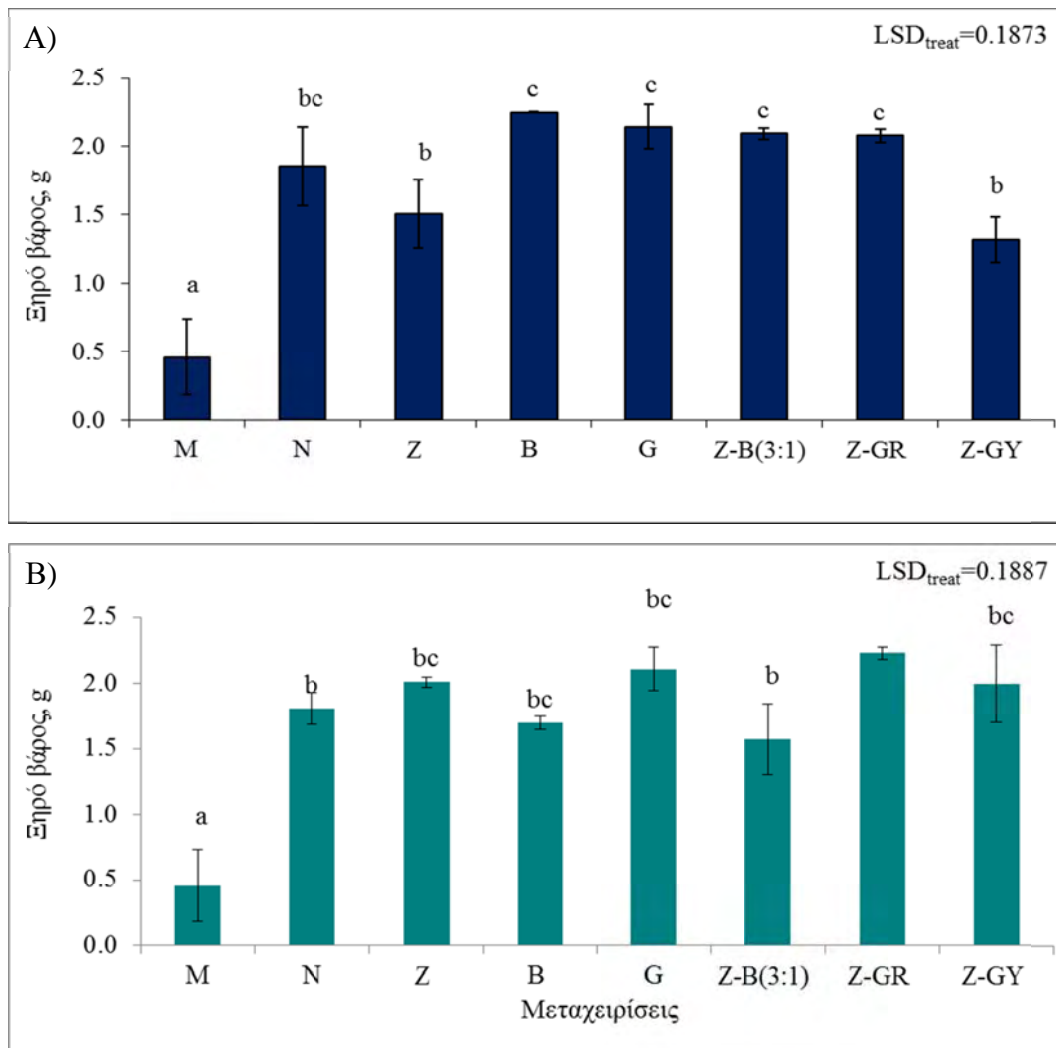 A)
LSDtreat=0.1873
Ξηρό βάρος, g
2.5
2.0
1.5
1.0
0.5
0.0
a
bc
b
c
c
c
c
b
M N Z B G Z-B(3:1) Z-GR Z-GY
B)
LSDtreat=0.1887
Ξηρό βάρος, g
2.5
2.0
1.5
1.0
0.5
0.0
a
b
bc
bc
bc
b
bc
M N Z B G Z-B(3:1) Z-GR Z-GY
Μεταχειρίσεις